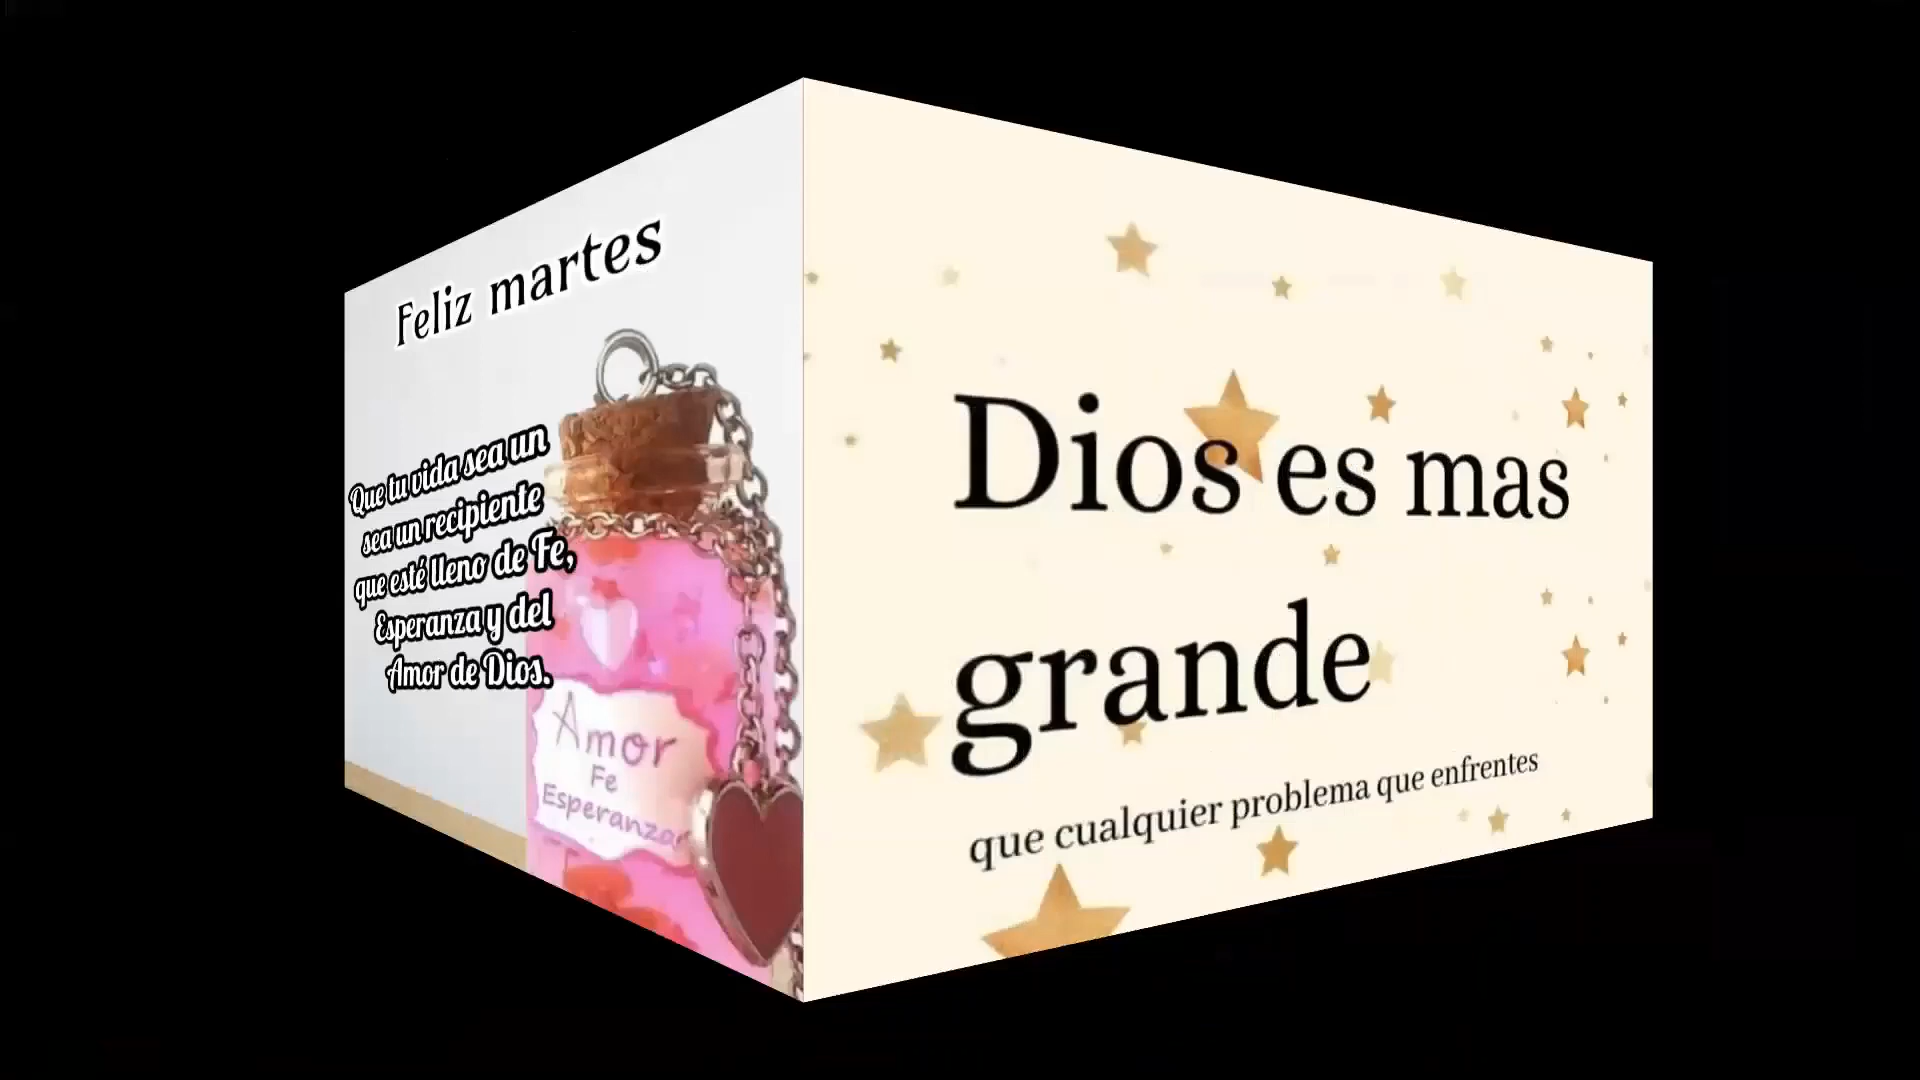 Feliz martes
Que tu vida sea un
sea un recipiente
que esté lleno de Fe,
Esperanza y del
Amor de Dios.
Amor
Fe
Esperanza
Dios es mas
grande
que cualquier problema que enfrentes